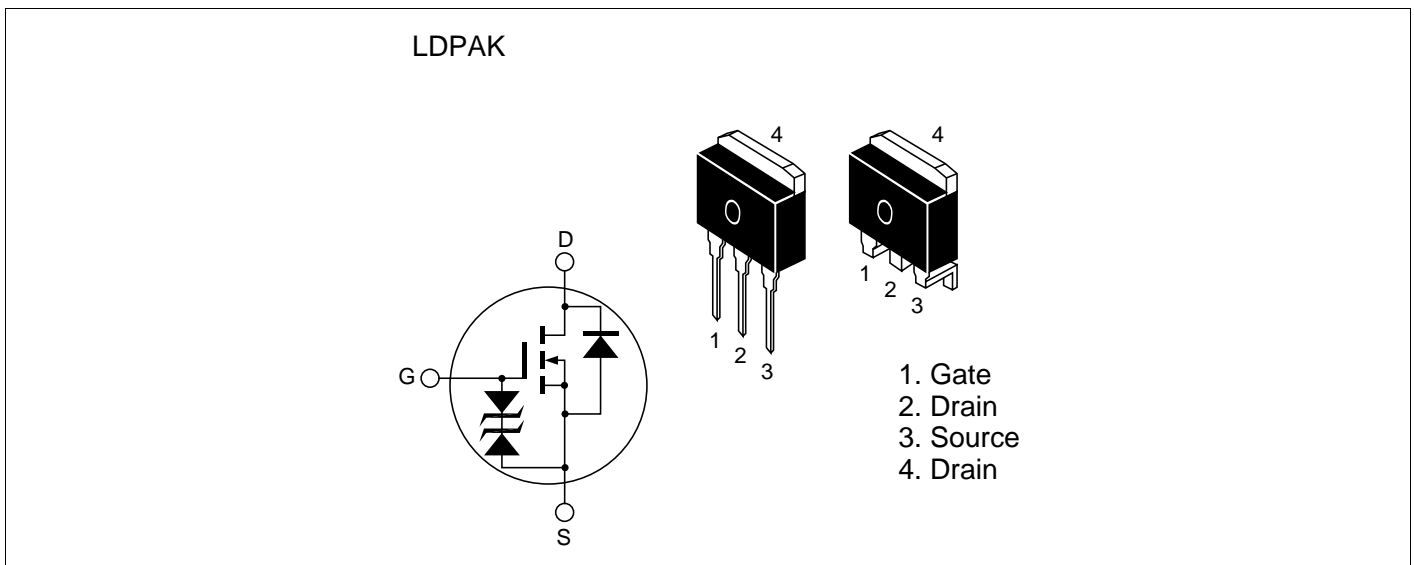 LDPAK
4
4
1
2
3
1
2
3
D
G
S
1. Gate
2. Drain
3. Source
4. Drain